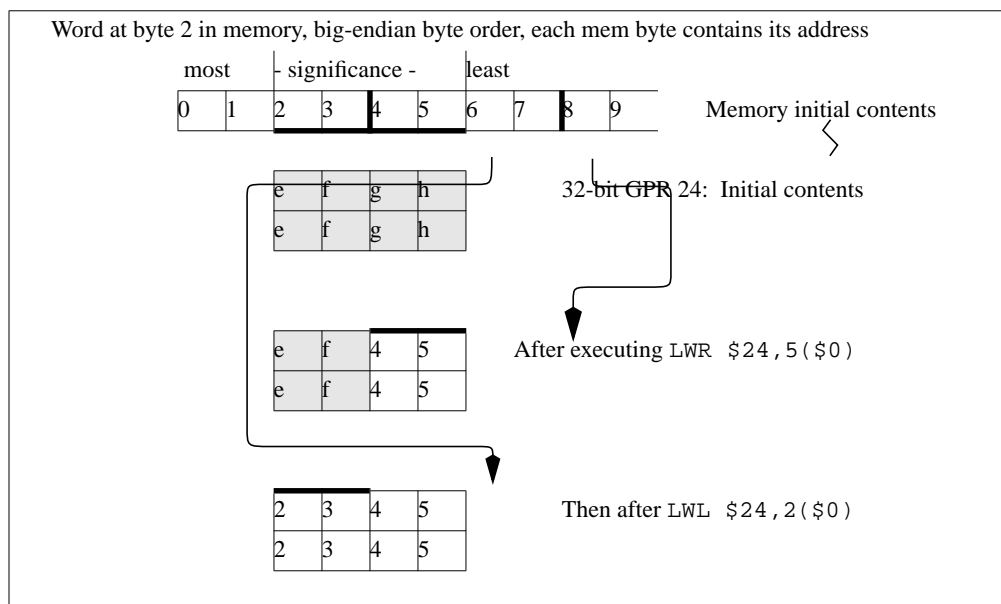 Word at byte 2 in memory, big-endian byte order, each mem byte contains its address
most - significance - least
0 1 2 3 4 5 6 7 8 9 Memory initial contents
e f g h 32-bit GPR 24: Initial contents
e f g h
e f 4 5 After executing LWR $24,5($0)
e f 4 5
2 3 4 5 Then after LWL $24,2($0)
2 3 4 5